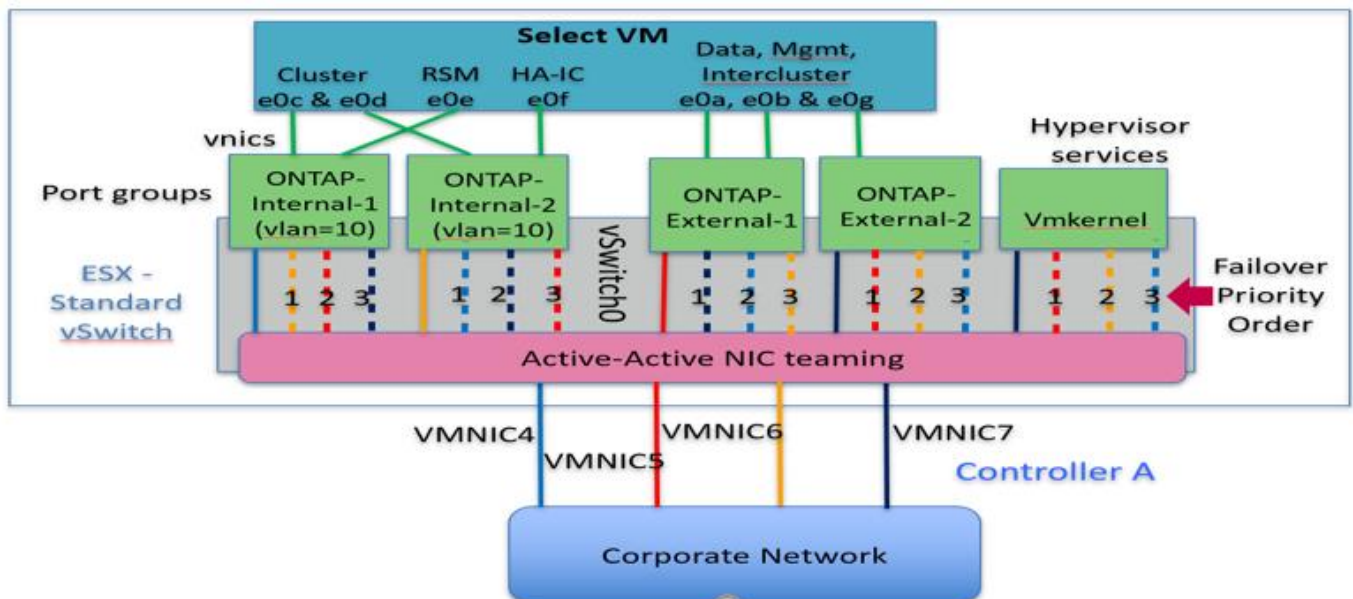 Select VM
Cluster
e0c & e0d
RSM
e0e
HA-IC
e0f
Data, Mgmt,
Intercluster
e0a, e0b & e0g
vnics
Hypervisor
services
Port groups
ONTAP-
Internal-1
(vlan=10)
ONTAP-
Internal-2
(vlan=10)
ONTAP-
External-1
ONTAP-
External-2
Vmkernel
ESX -
Standard
vSwitch
vSwitch0
1 2 3
1 2 3
1 2 3
1 2 3
1 2 3
Failover
Priority
Order
Active-Active NIC teaming
VMNIC4
VMNIC5
VMNIC6
VMNIC7
Controller A
Corporate Network